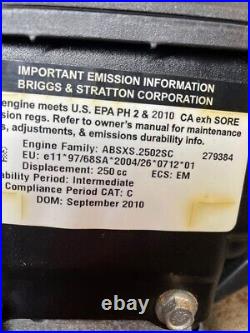 IMPORTANT EMISSION INFORMATION
BRIGGS & STRATTON CORPORATION
engine meets U.S. EPA PH 2 & 2010 CA exh SORE
sion regs. Refer to owner's manual for maintenance
s, adjustments, & emissions durability info.
Engine Family: ABSXS.2502SC 279384
EU: e11*97/68SA*2004/26*0712*01
Displacement: 250 cc ECS: EM
ability Period: Intermediate
Compliance Period CAT: C
DOM: September 2010